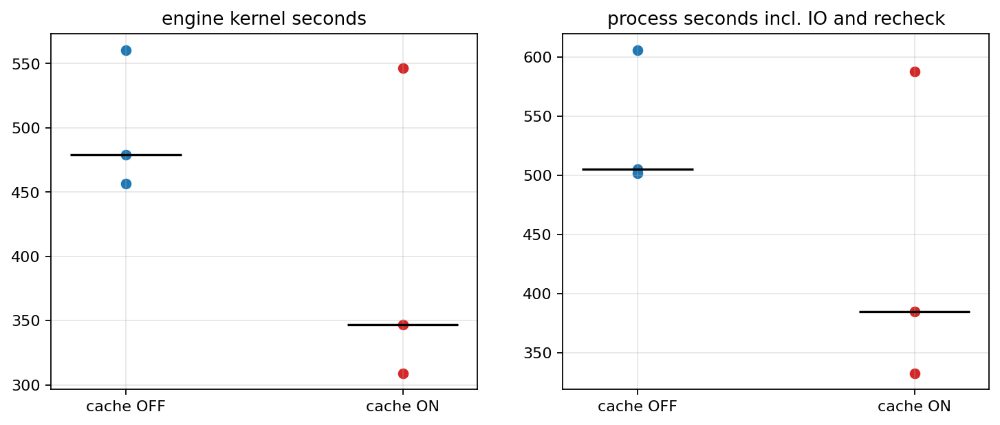 engine kernel seconds
550
500
450
400
350
300
cache OFF
cache ON
process seconds incl. IO and recheck
600
550
500
450
400
350
cache OFF
cache ON